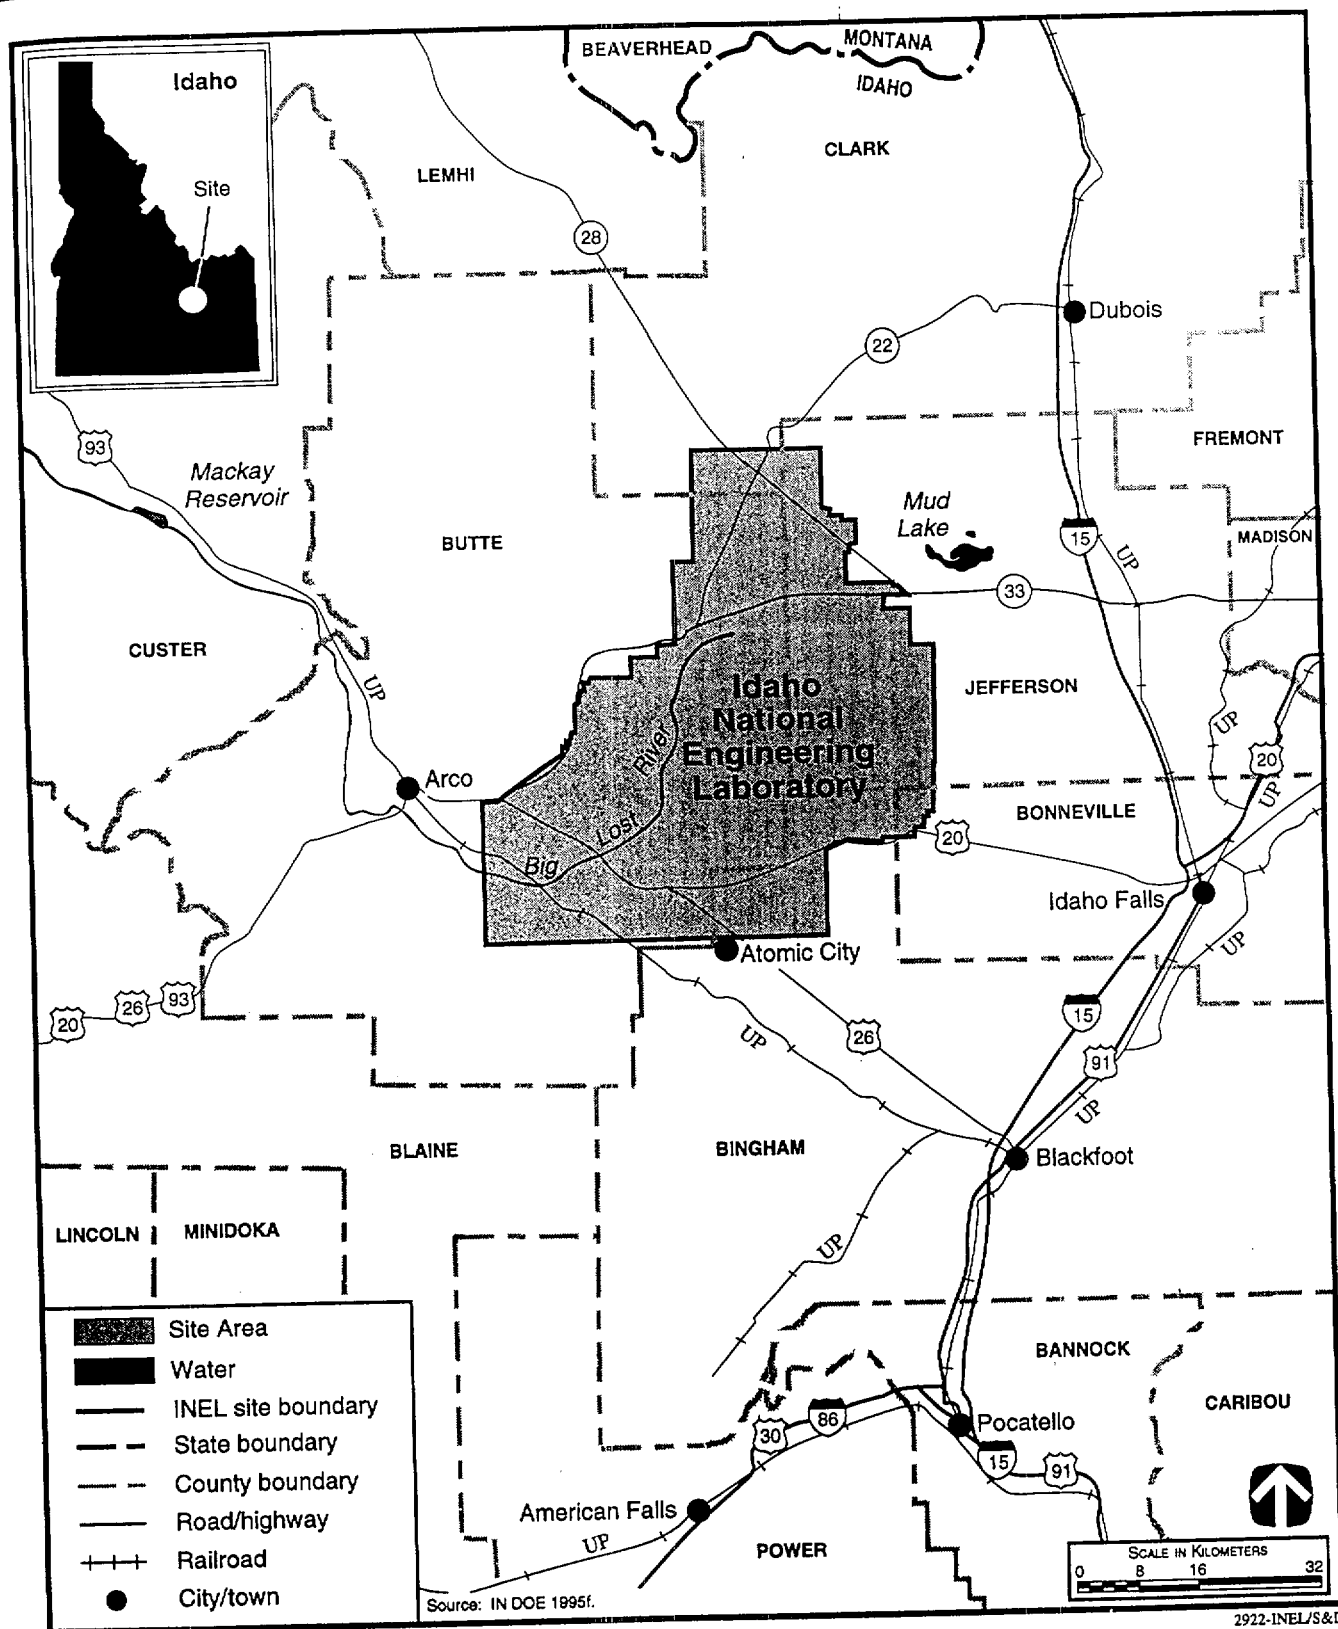 Idaho
Site
BEAVERHEAD
MONTANA
IDAHO
CLARK
LEMHI
28
Dubois
22
93
Mackay
Reservoir
FREMONT
Mud
Lake
BUTTE
15
UP
MADISON
33
CUSTER
UP
Idaho
National
Engineering
Laboratory
JEFFERSON
River
UP
20
UP
Arco
BONNEVILLE
20
Lost
Big
Idaho Falls
UP
Atomic City
20
26
93
15
26
UP
91
UP
BLAINE
BINGHAM
Blackfoot
LINCOLN
MINIDOKA
UP
BANNOCK
CARIBOU
86
30
Pocatello
15
91
American Falls
UP
POWER
Site Area
Water
INEL site boundary
State boundary
County boundary
Road/highway
Railroad
City/town
SCALE IN KILOMETERS
0 8 16 32
Source: IN DOE 1995f.
2922-INEL/S&D